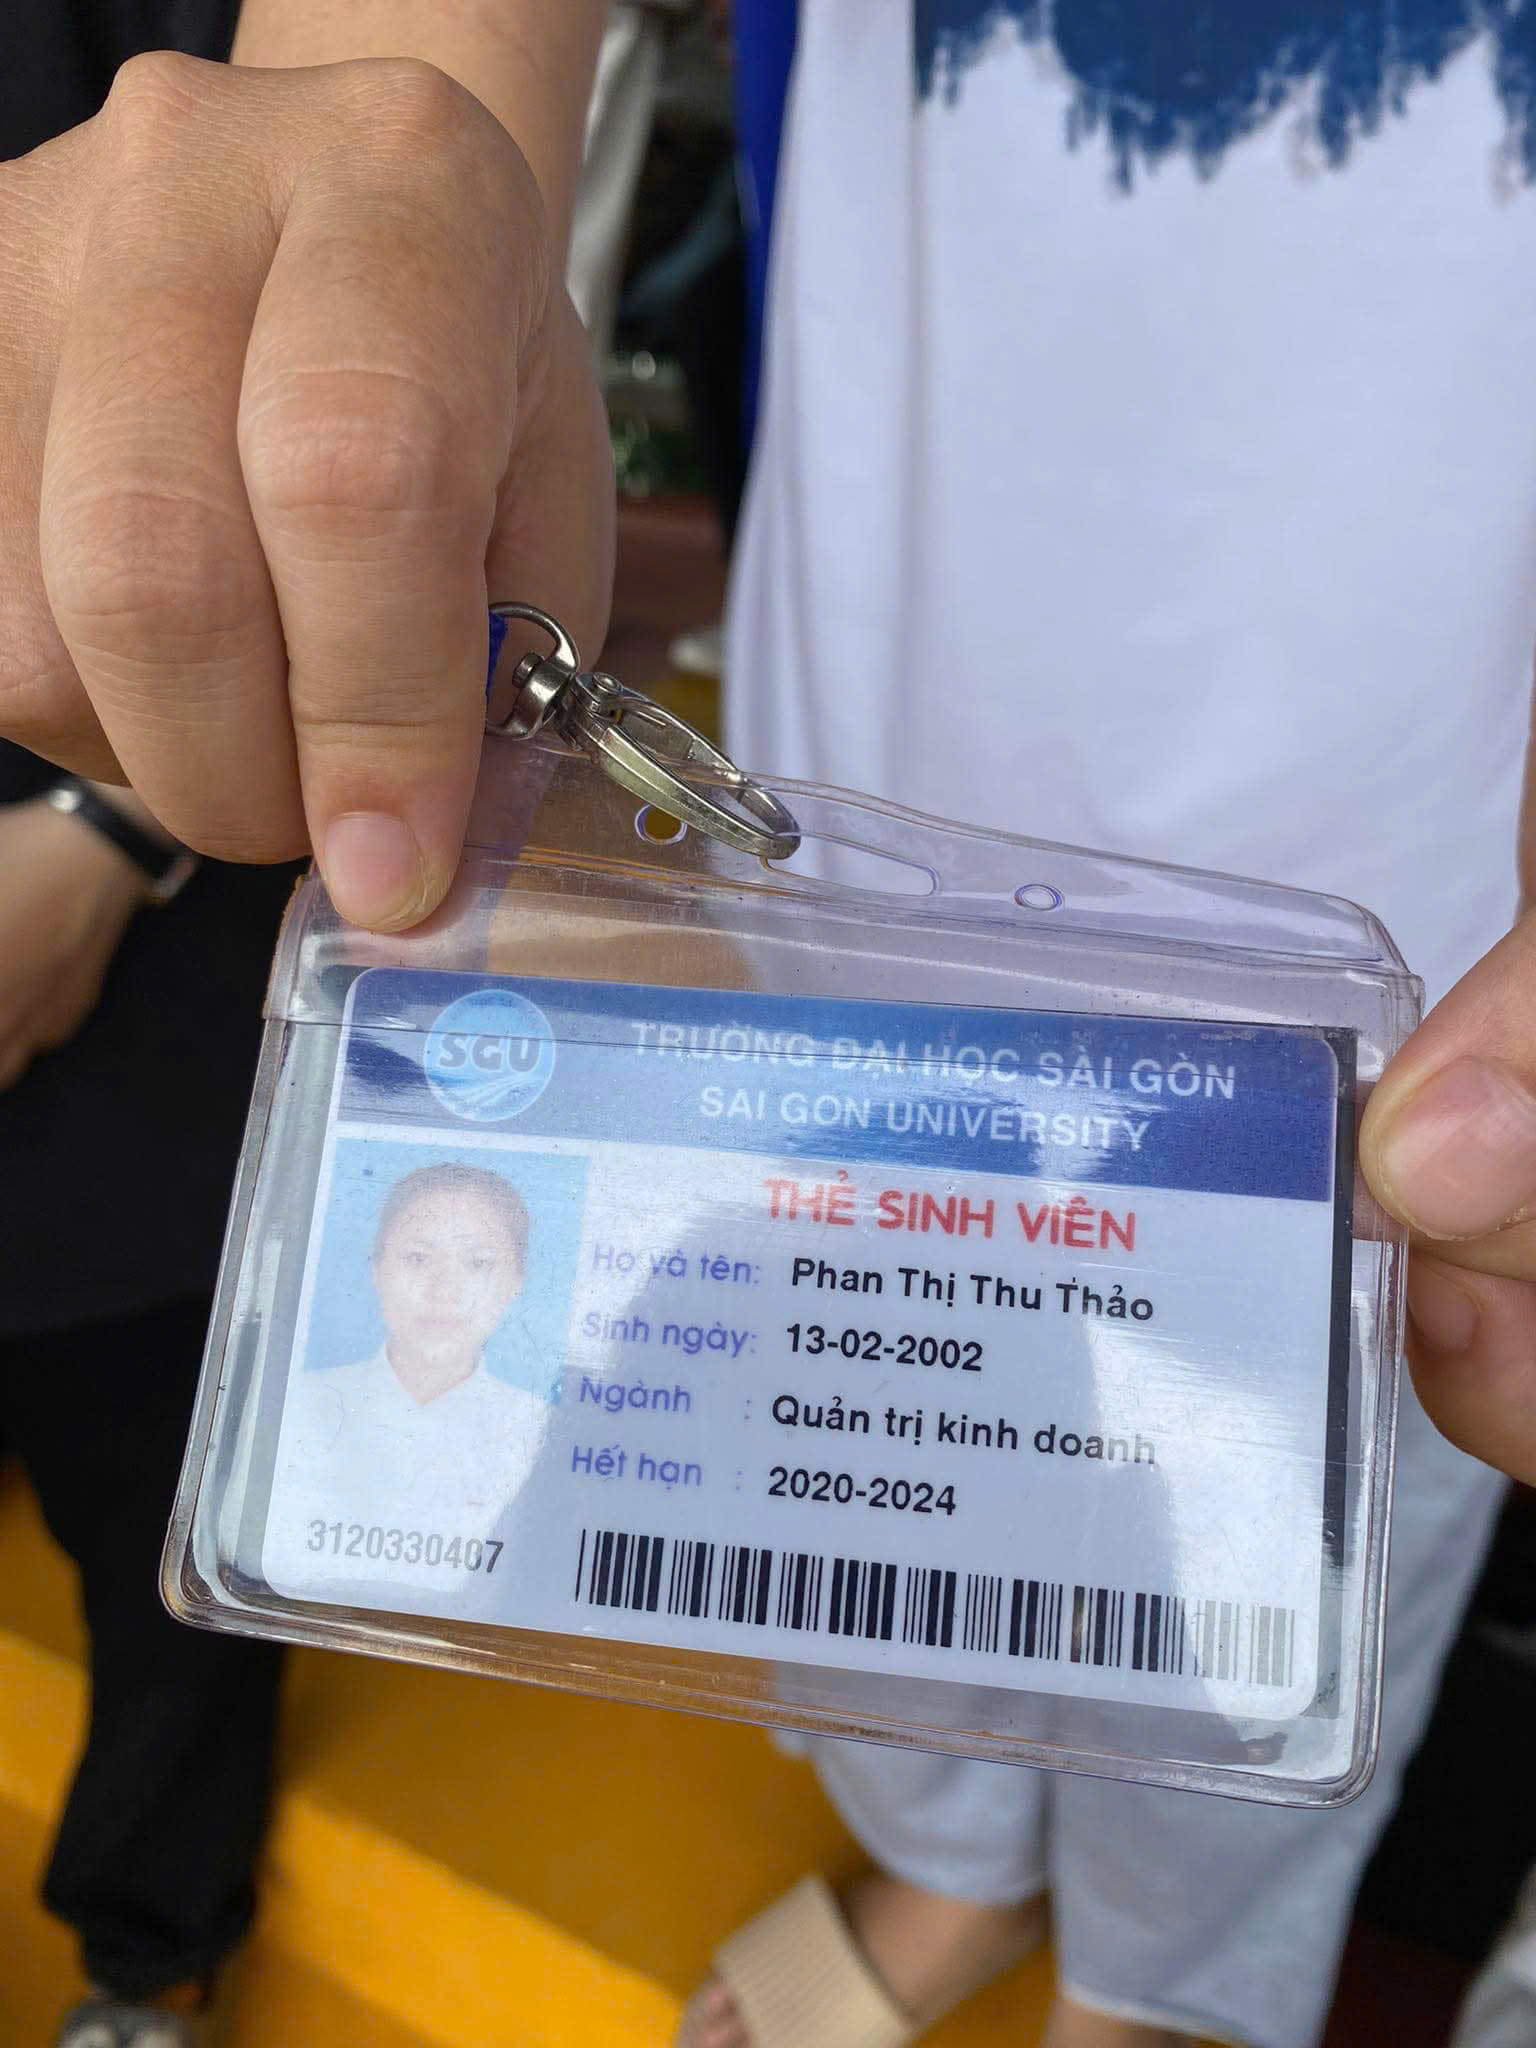 SGU
TRƯỜNG ĐẠI HỌC SÀI GÒN
SAI GON UNIVERSITY
THẺ SINH VIÊN
Họ và tên: Phan Thị Thu Thảo
Sinh ngày: 13-02-2002
Ngành : Quản trị kinh doanh
Hết hạn : 2020-2024
3120330407